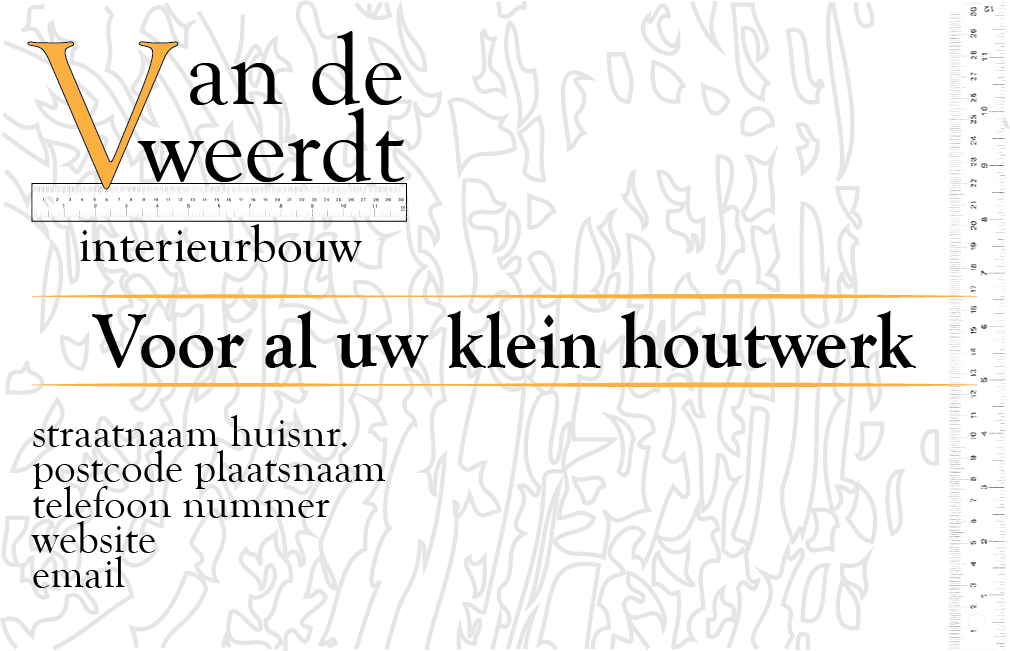 Van de
weerdt
interieurbouw
Voor al uw klein houtwerk
straatnaam huisnr.
postcode plaatsnaam
telefoon nummer
website
email